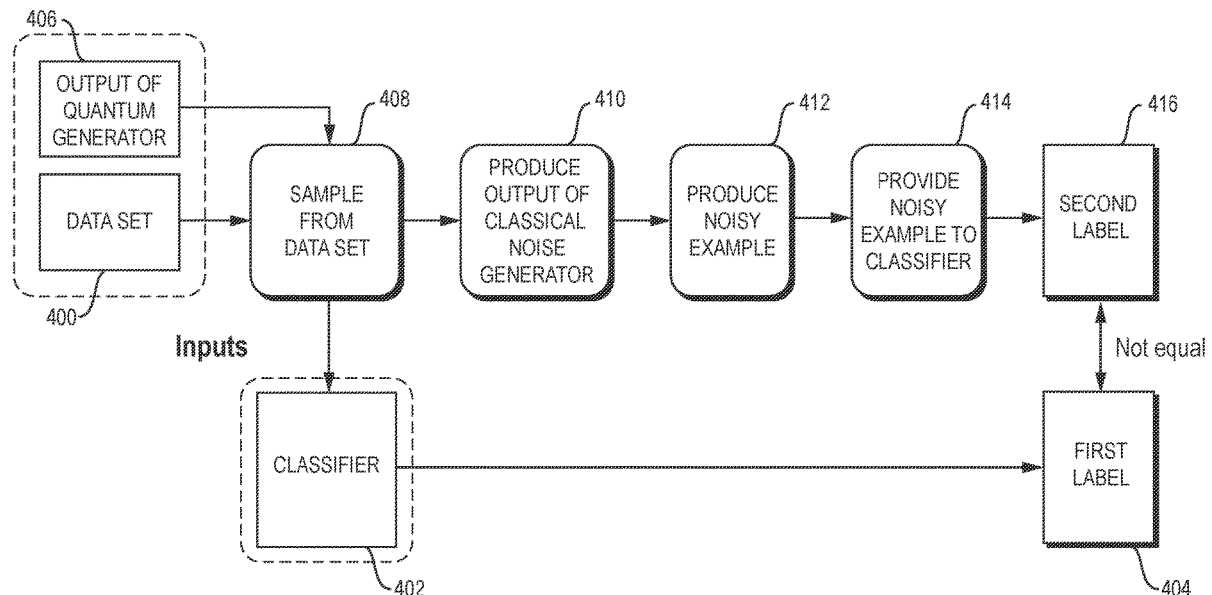 406
OUTPUT OF
QUANTUM
GENERATOR
DATA SET
400
408
SAMPLE
FROM
DATA SET
410
PRODUCE
OUTPUT OF
CLASSICAL
NOISE
GENERATOR
412
PRODUCE
NOISY
EXAMPLE
414
PROVIDE
NOISY
EXAMPLE TO
CLASSIFIER
416
SECOND
LABEL
Inputs
Not equal
CLASSIFIER
402
FIRST
LABEL
404